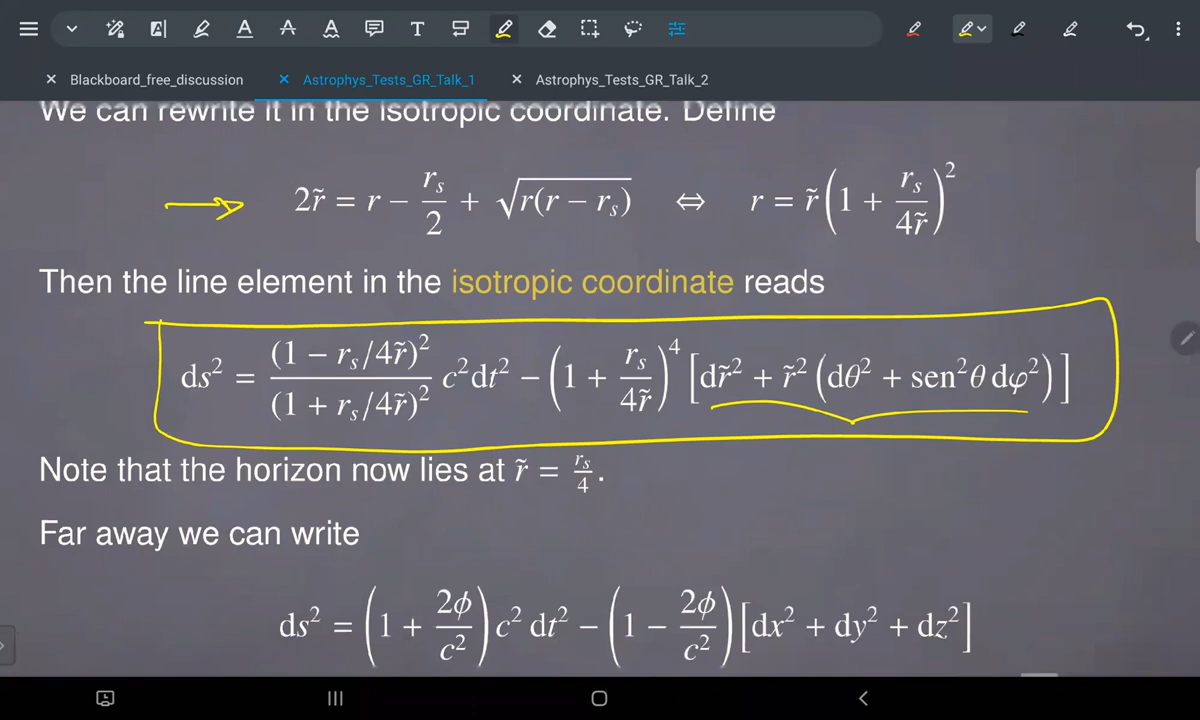 Blackboard_free_discussion Astrophys_Tests_GR_Talk_1 Astrophys_Tests_GR_Talk_2
We can rewrite it in the isotropic coordinate. Define
2r̃ = r − r_s/2 + √(r(r − r_s)) ⇔ r = r̃(1 + r_s/4r̃)²
Then the line element in the isotropic coordinate reads
ds² = (1 − r_s/4r̃)²/(1 + r_s/4r̃)² c²dt² − (1 + r_s/4r̃)⁴ [dr̃² + r̃² (dθ² + sen²θ dφ²)]
Note that the horizon now lies at r̃ = r_s/4.
Far away we can write
ds² = (1 + 2ϕ/c²) c² dt² − (1 − 2ϕ/c²) [dx² + dy² + dz²]